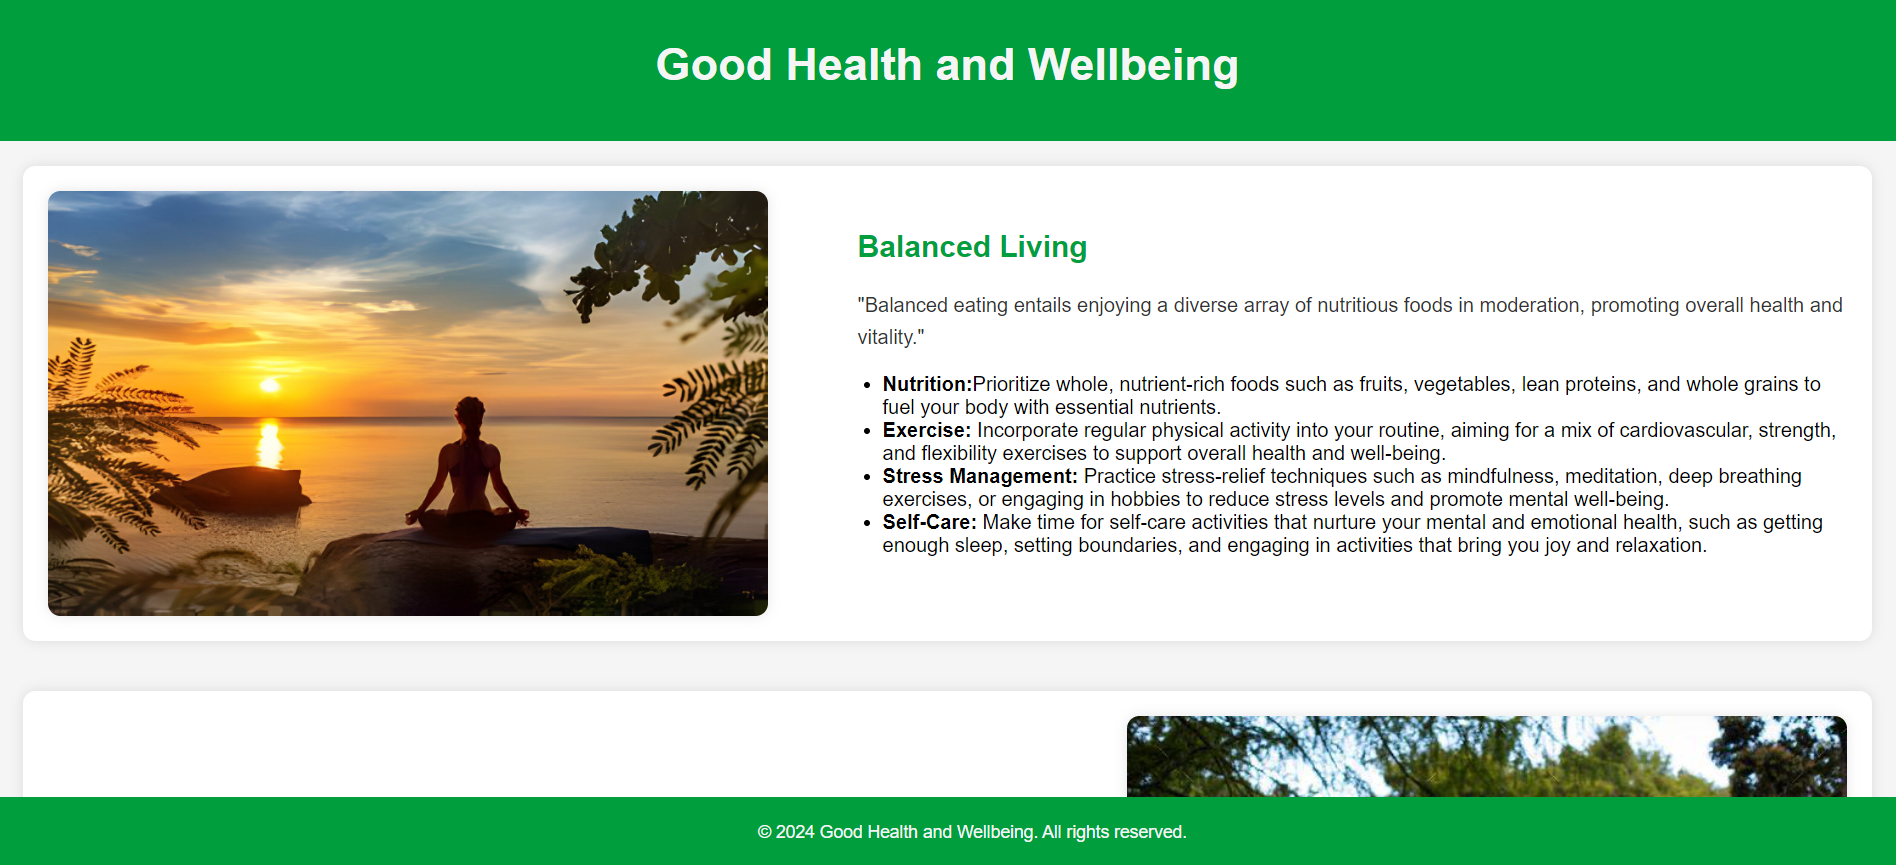 Good Health and Wellbeing
Balanced Living
"Balanced eating entails enjoying a diverse array of nutritious foods in moderation, promoting overall health and
vitality."
• Nutrition:Prioritize whole, nutrient-rich foods such as fruits, vegetables, lean proteins, and whole grains to
fuel your body with essential nutrients.
• Exercise: Incorporate regular physical activity into your routine, aiming for a mix of cardiovascular, strength,
and flexibility exercises to support overall health and well-being.
• Stress Management: Practice stress-relief techniques such as mindfulness, meditation, deep breathing
exercises, or engaging in hobbies to reduce stress levels and promote mental well-being.
• Self-Care: Make time for self-care activities that nurture your mental and emotional health, such as getting
enough sleep, setting boundaries, and engaging in activities that bring you joy and relaxation.
© 2024 Good Health and Wellbeing. All rights reserved.